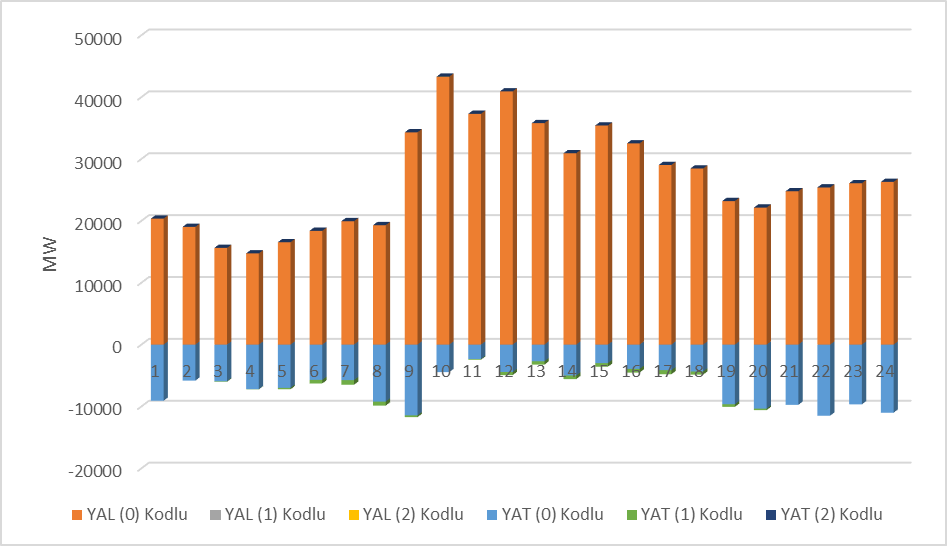 50000
40000
30000
20000
10000
0
-10000
-20000
MW
1 2 3 4 5 6 7 8 9 10 11 12 13 14 15 16 17 18 19 20 21 22 23 24
YAL (0) Kodlu YAL (1) Kodlu YAL (2) Kodlu YAT (0) Kodlu YAT (1) Kodlu YAT (2) Kodlu